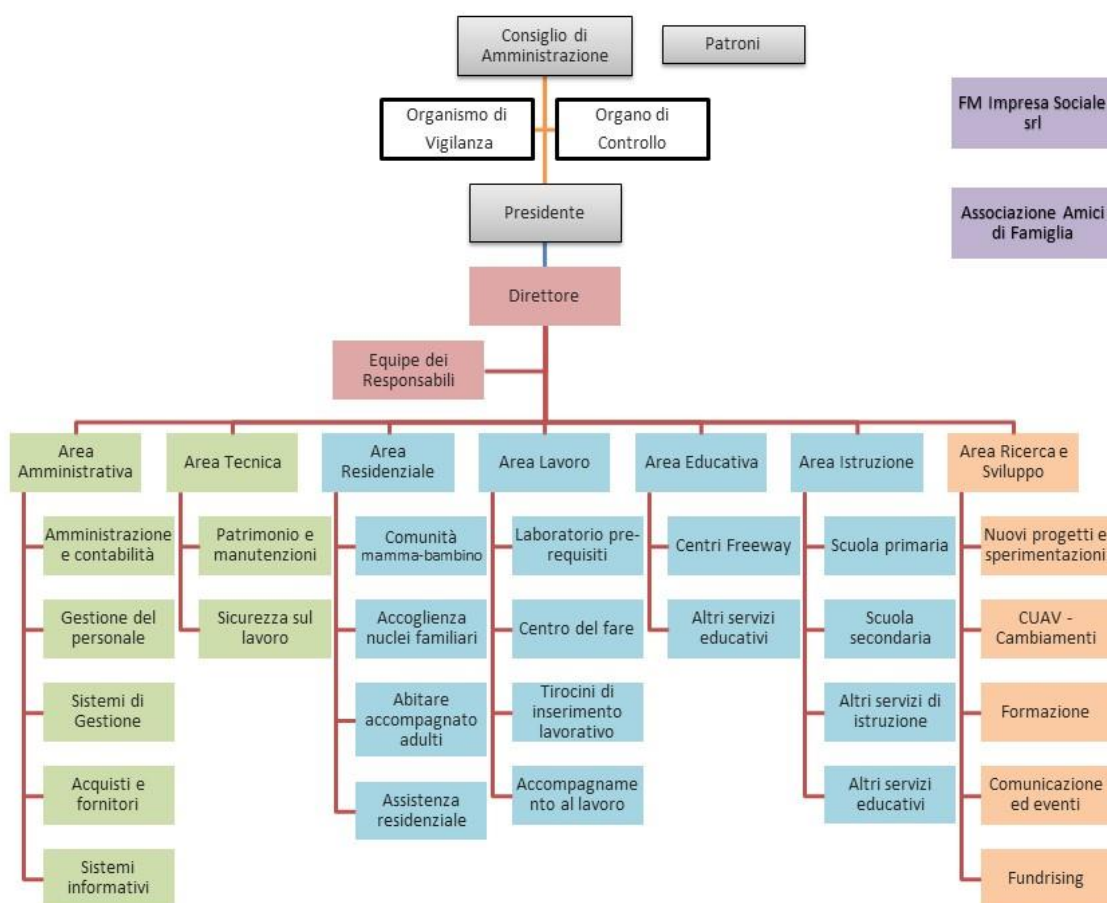 Consiglio di
Amministrazione
Patroni
FM Impresa Sociale
srl
Organismo di
Vigilanza
Organo di
Controllo
Associazione Amici
di Famiglia
Presidente
Direttore
Equipe dei
Responsabili
Area
Amministrativa
Area Tecnica
Area
Residenziale
Area Lavoro
Area Educativa
Area Istruzione
Area Ricerca e
Sviluppo
Amministrazione
e contabilità
Gestione del
personale
Sistemi di
Gestione
Acquisti e
fornitori
Sistemi
informativi
Patrimonio e
manutenzioni
Sicurezza sul
lavoro
Comunità
mamma-bambino
Accoglienza
nuclei familiari
Abitare
accompagnato
adulti
Assistenza
residenziale
Laboratorio pre-
requisiti
Centro del fare
Tirocini di
inserimento
lavorativo
Accompagname
nto al lavoro
Centri Freeway
Altri servizi
educativi
Scuola primaria
Scuola
secondaria
Altri servizi di
istruzione
Altri servizi
educativi
Nuovi progetti e
sperimentazioni
CUAV -
Cambiamenti
Formazione
Comunicazione
ed eventi
Fundrising